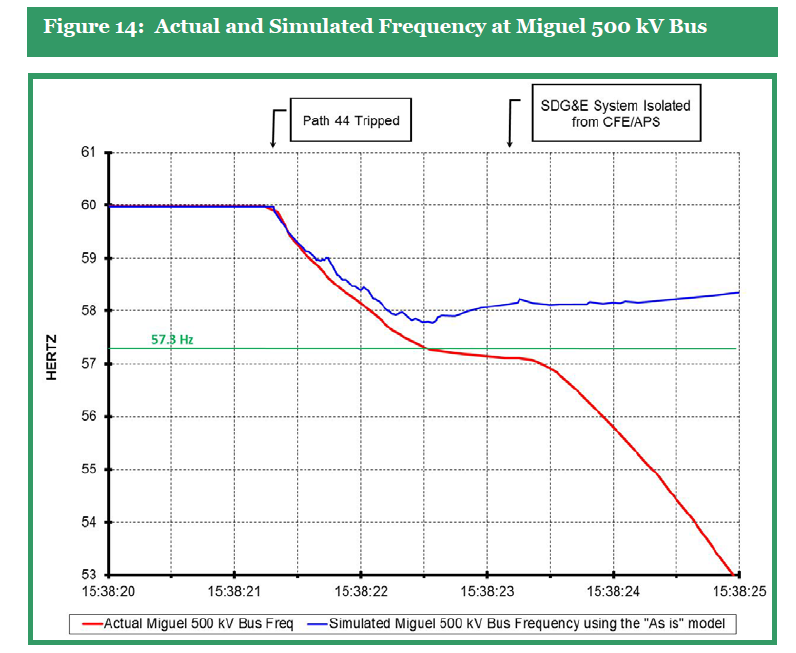 Figure 14: Actual and Simulated Frequency at Miguel 500 kV Bus
Path 44 Tripped
SDG&E System Isolated
from CFE/APS
61
60
59
58
57.3 Hz
57
56
55
54
53
HERTZ
15:38:20
15:38:21
15:38:22
15:38:23
15:38:24
15:38:25
Actual Miguel 500 kV Bus Freq
Simulated Miguel 500 kV Bus Frequency using the "As is" model